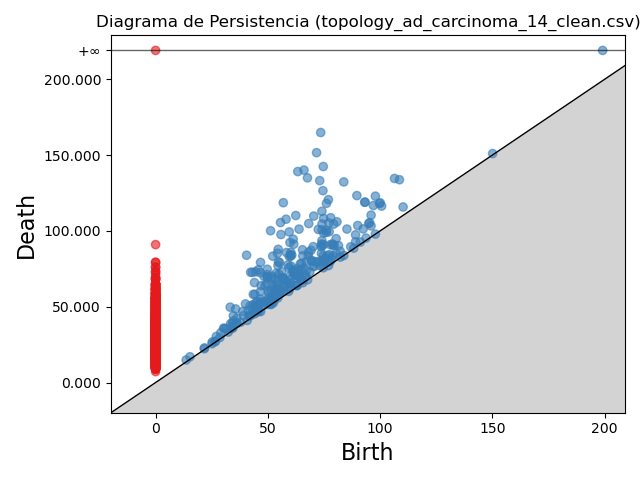 Diagrama de Persistencia (topology_ad_carcinoma_14_clean.csv)
+∞
200.000
150.000
100.000
50.000
0.000
Death
0 50 100 150 200
Birth